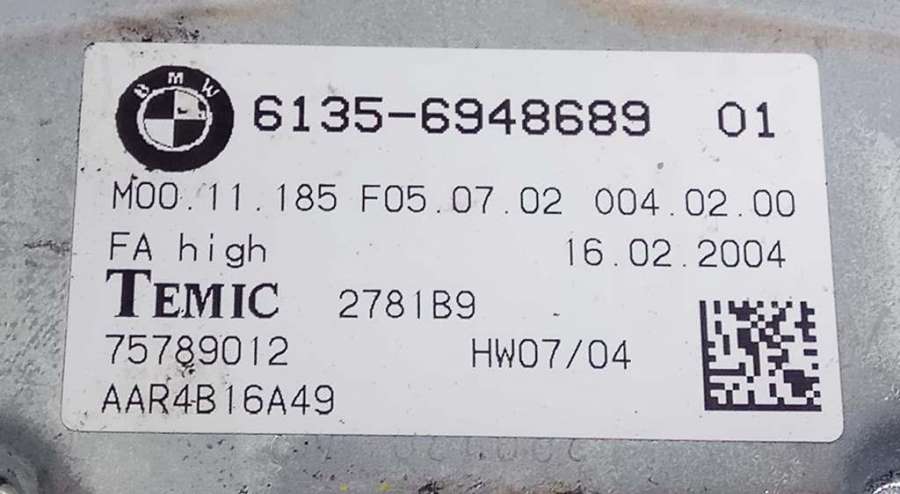 BMW
6135-6948689 01
M00.11.185 F05.07.02 004.02.00
FA high 16.02.2004
TEMIC 2781B9
75789012 HW07/04
AAR4B16A49